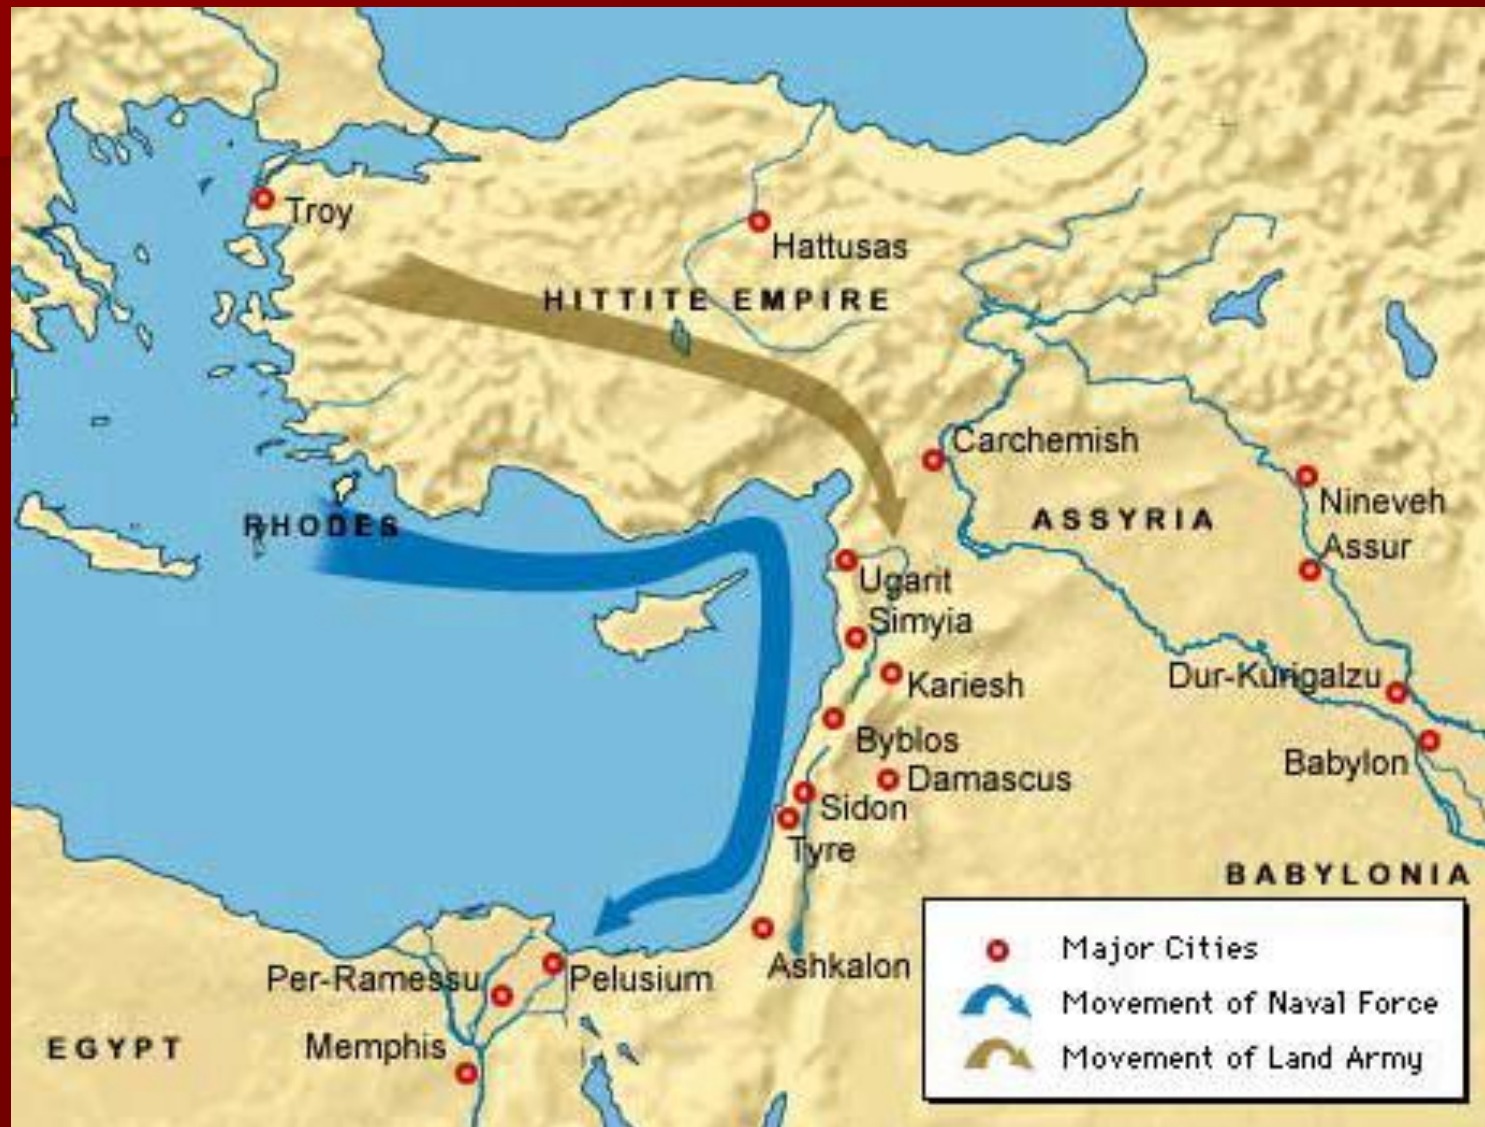 Troy
Hattusas
HITTITE EMPIRE
Carchemish
Nineveh
RHODES
ASSYRIA
Assur
Ugarit
Simyia
Kariesh
Dur-Kurigalzu
Byblos
Babylon
Damascus
Sidon
Tyre
BABYLONIA
Ashkalon
Per-Ramessu
Pelusium
Memphis
EGYPT
Major Cities
Movement of Naval Force
Movement of Land Army